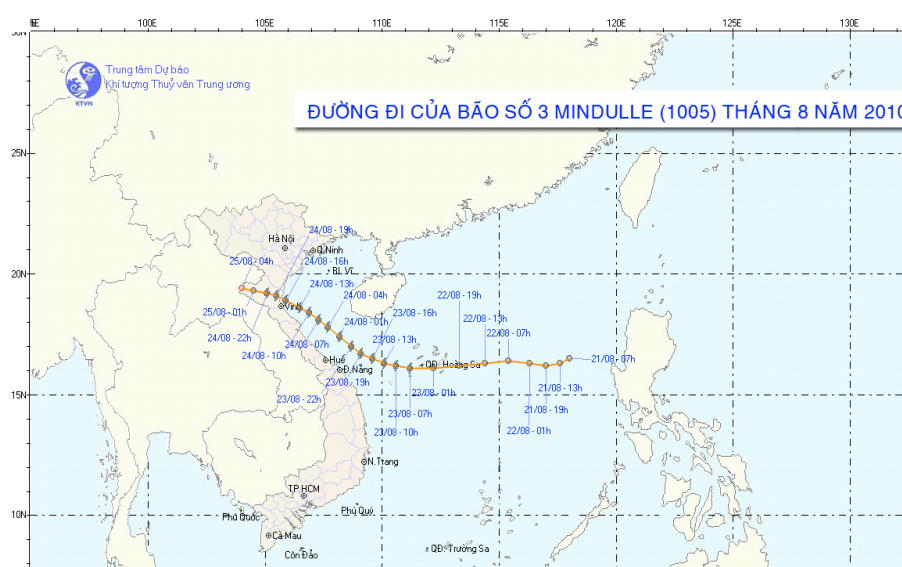 E
100E
105E
110E
115E
120E
125E
130E
30N
Trung tâm Dự báo
Khí tượng Thuỷ văn Trung ương
KTVN
ĐƯỜNG ĐI CỦA BÃO SỐ 3 MINDULLE (1005) THÁNG 8 NĂM 2010
25N
24/08 - 19h
Hà Nội
Q.Ninh
25/08 - 04h
24/08 - 16h
20N
BL Vĩ
24/08 - 13h
24/08 - 04h
22/08 - 19h
Vinh
25/08 - 01h
24/08 - 01h
23/08 - 16h
22/08 - 13h
24/08 - 22h
24/08 - 07h
23/08 - 13h
22/08 - 07h
24/08 - 10h
Huế
QĐ. Hoàng Sa
21/08 - 07h
Đ.Nẵng
23/08 - 19h
21/08 - 13h
15N
23/08 - 22h
23/08 - 01h
23/08 - 07h
21/08 - 19h
23/08 - 10h
22/08 - 01h
N.Trang
TP.HCM
10N
Phú Quốc
Phú Quý
Cà Mau
Côn Đảo
QĐ. Trường Sa